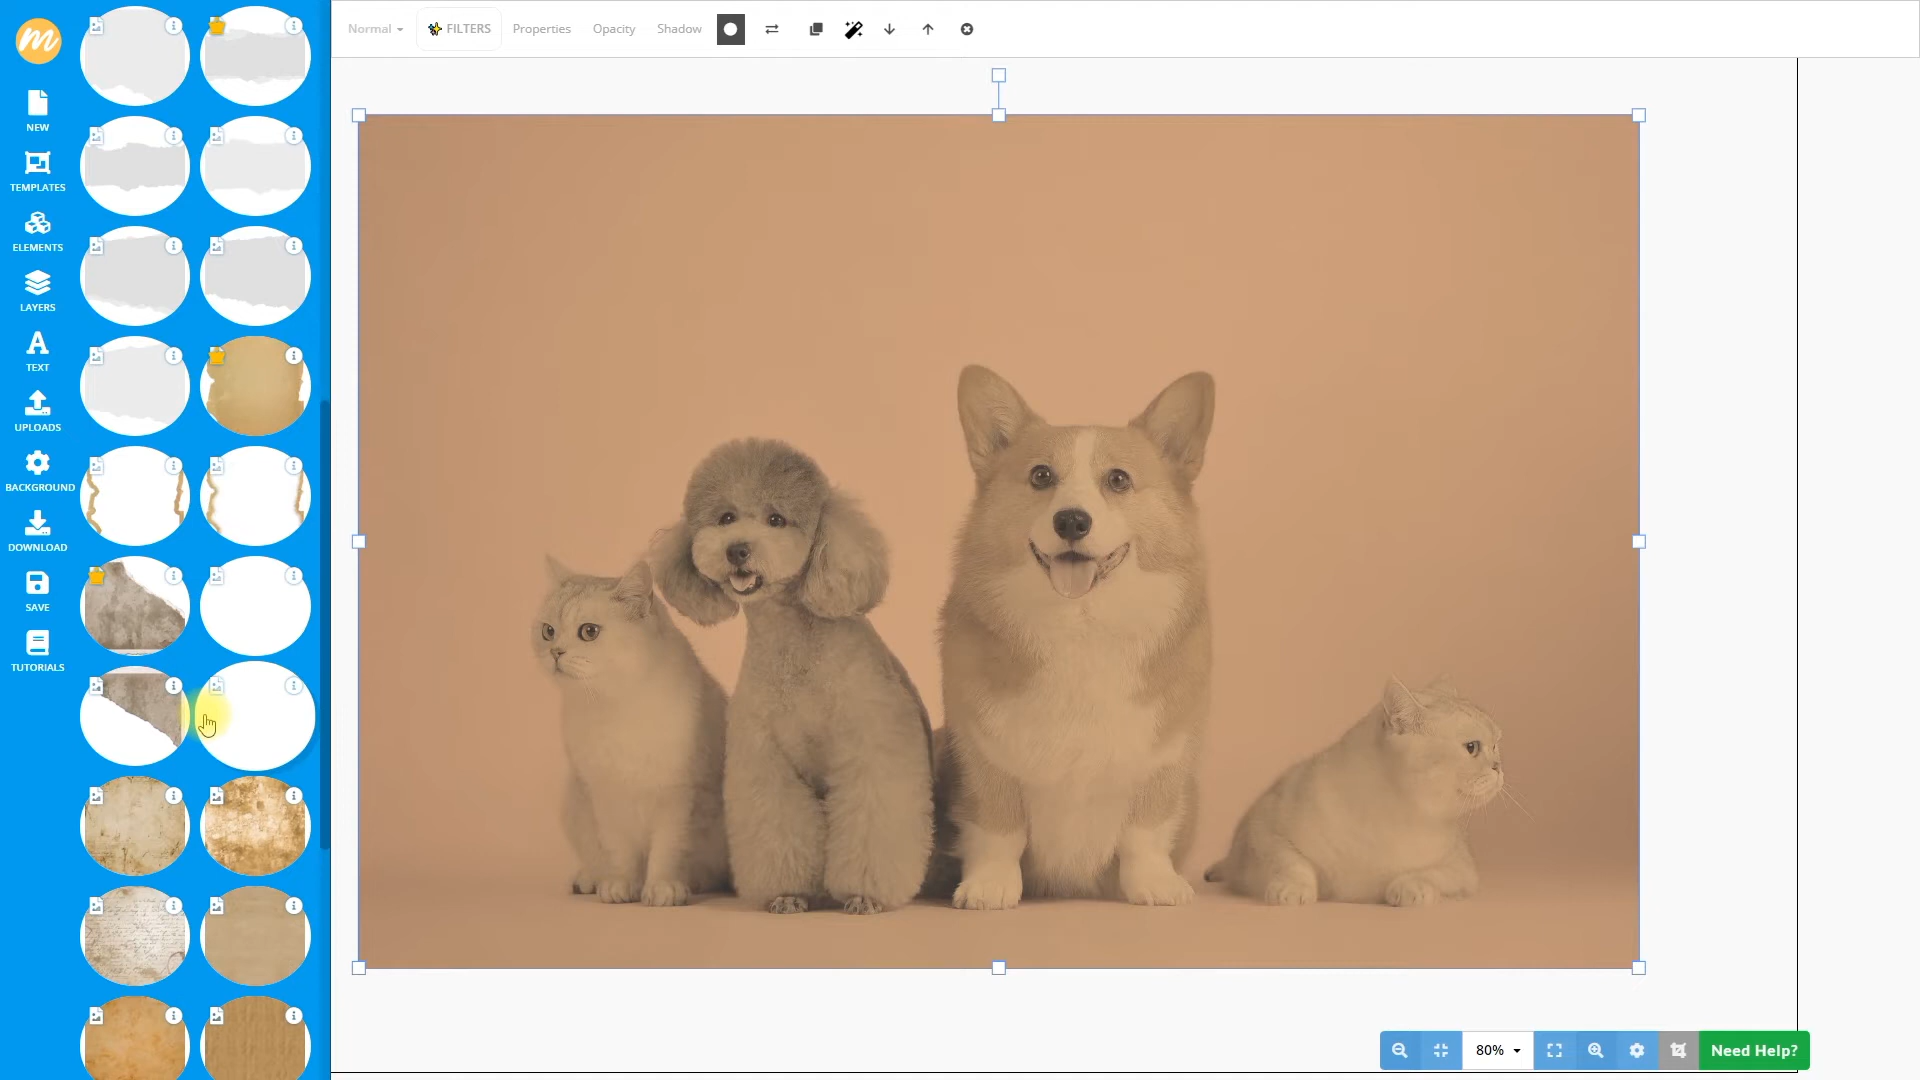 m
NEW
TEMPLATES
ELEMENTS
LAYERS
TEXT
UPLOADS
BACKGROUND
DOWNLOAD
SAVE
TUTORIALS
Normal FILTERS Properties Opacity Shadow
80% Need Help?